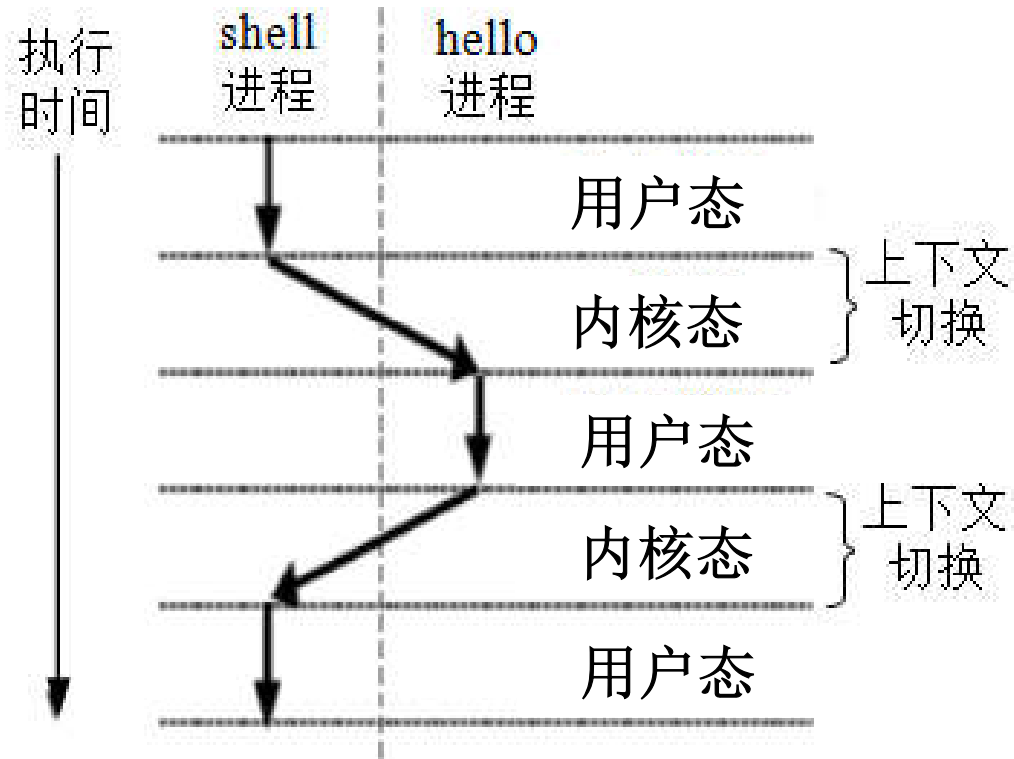 执行
时间
shell
进程
hello
进程
用户态
内核态
上下文
切换
用户态
内核态
上下文
切换
用户态